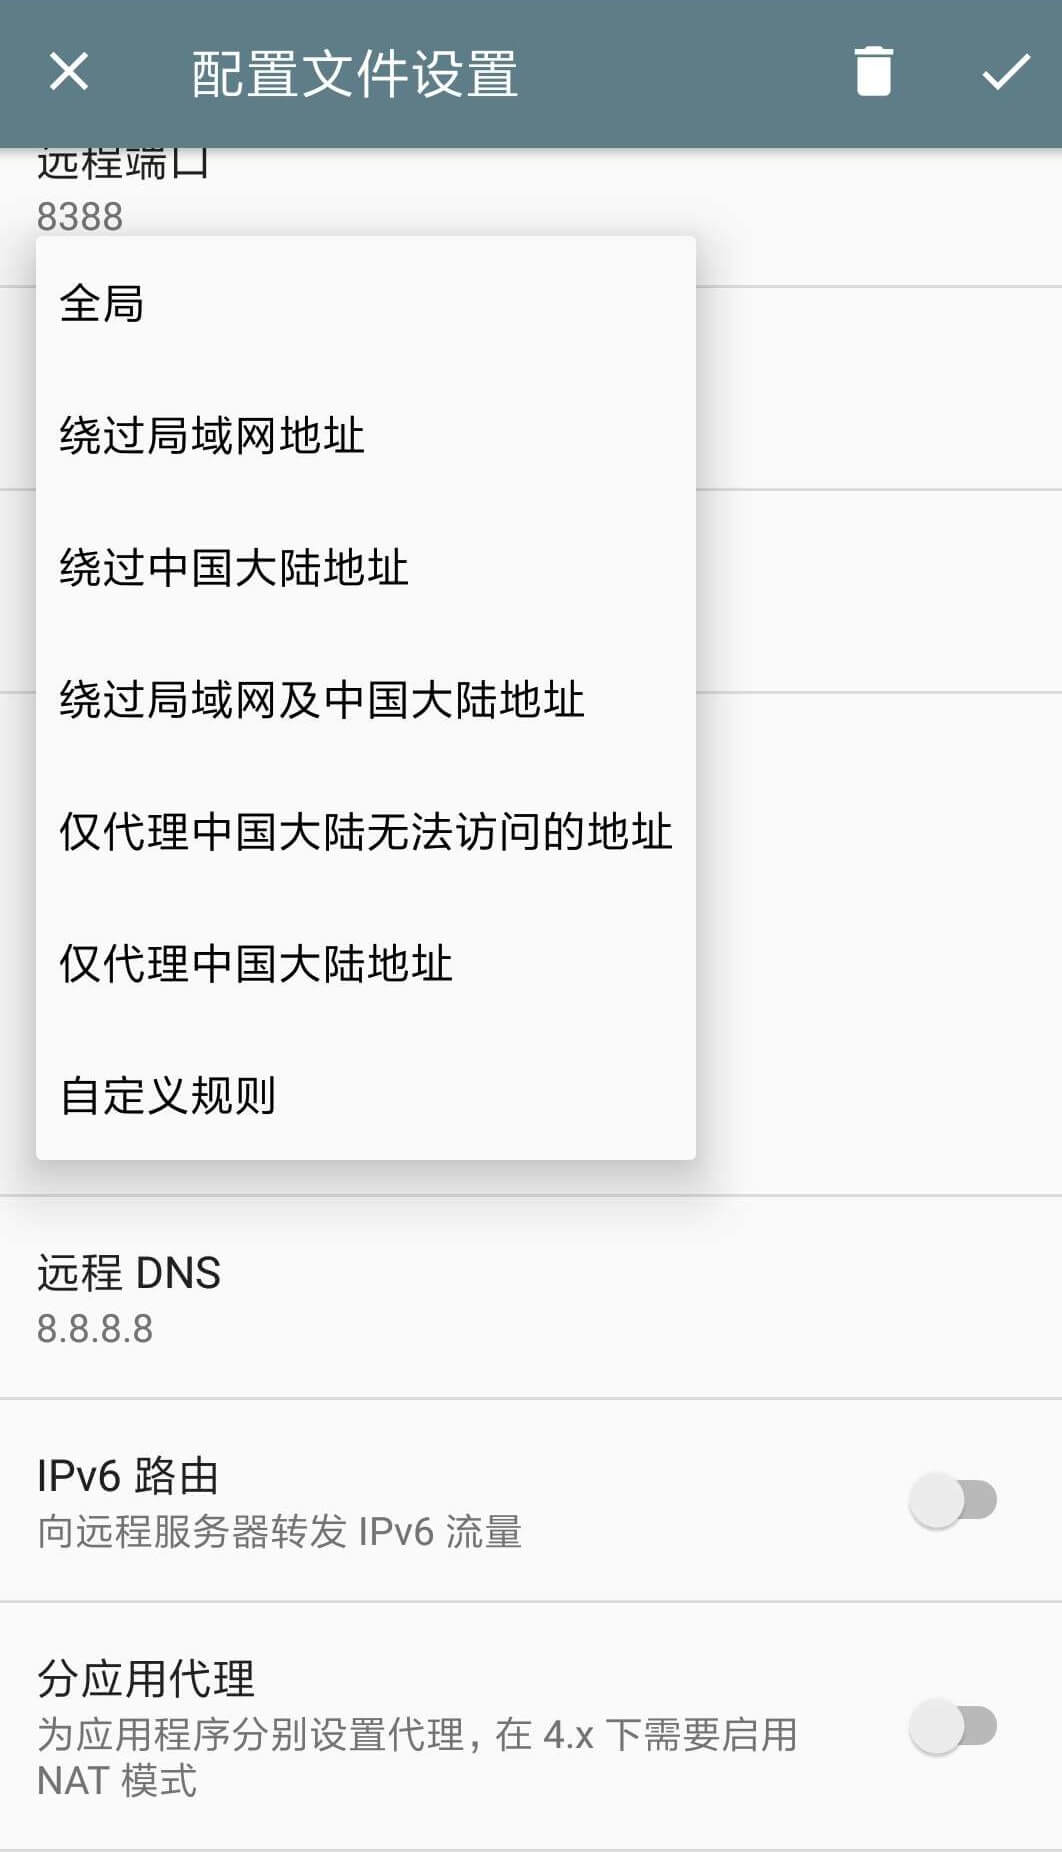 配置文件设置
远程端口
8388
全局
绕过局域网地址
绕过中国大陆地址
绕过局域网及中国大陆地址
仅代理中国大陆无法访问的地址
仅代理中国大陆地址
自定义规则
远程 DNS
8.8.8.8
IPv6 路由
向远程服务器转发 IPv6 流量
分应用代理
为应用程序分别设置代理，在 4.x 下需要启用
NAT 模式